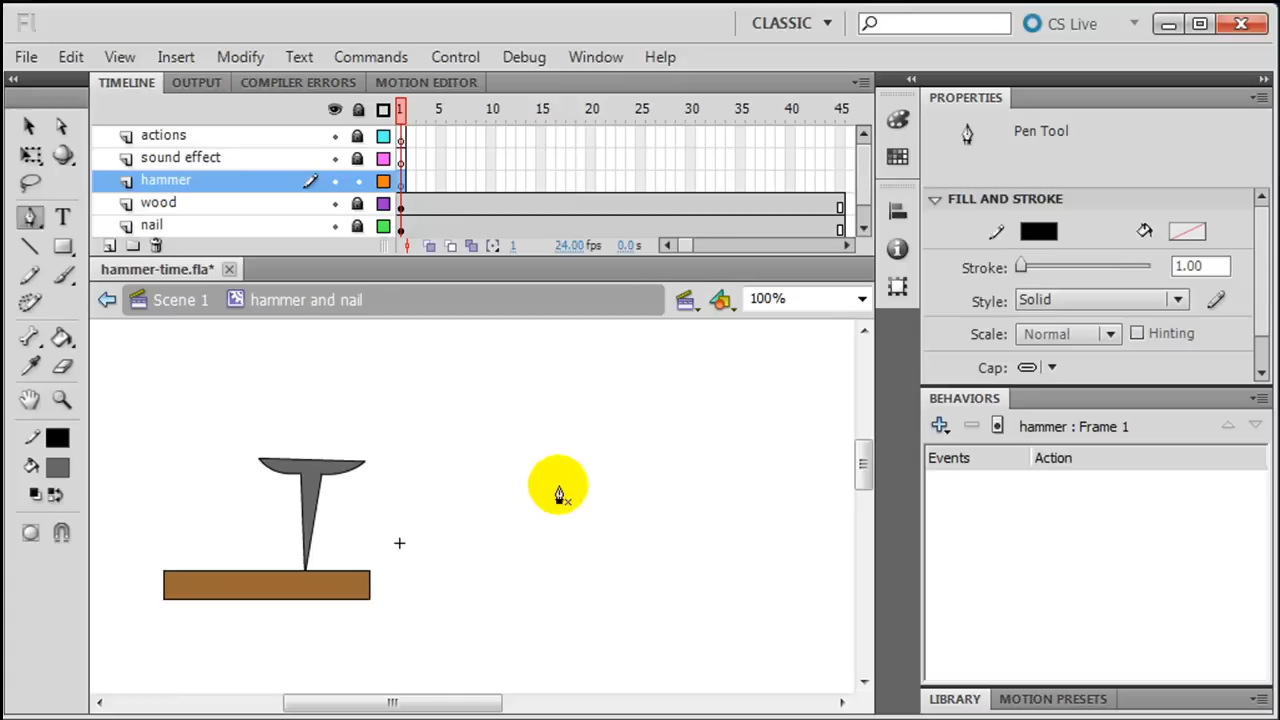 Fl CLASSIC CS Live
File Edit View Insert Modify Text Commands Control Debug Window Help
TIMELINE OUTPUT COMPILER ERRORS MOTION EDITOR
1 5 10 15 20 25 30 35 40 45
actions
sound effect
hammer
wood
nail
1 24.00 fps 0.0 s
hammer-time.fla*
Scene 1 hammer and nail 100%
PROPERTIES
Pen Tool
FILL AND STROKE
Stroke: 1.00
Style: Solid
Scale: Normal Hinting
Cap:
BEHAVIORS
hammer : Frame 1
Events Action
LIBRARY MOTION PRESETS